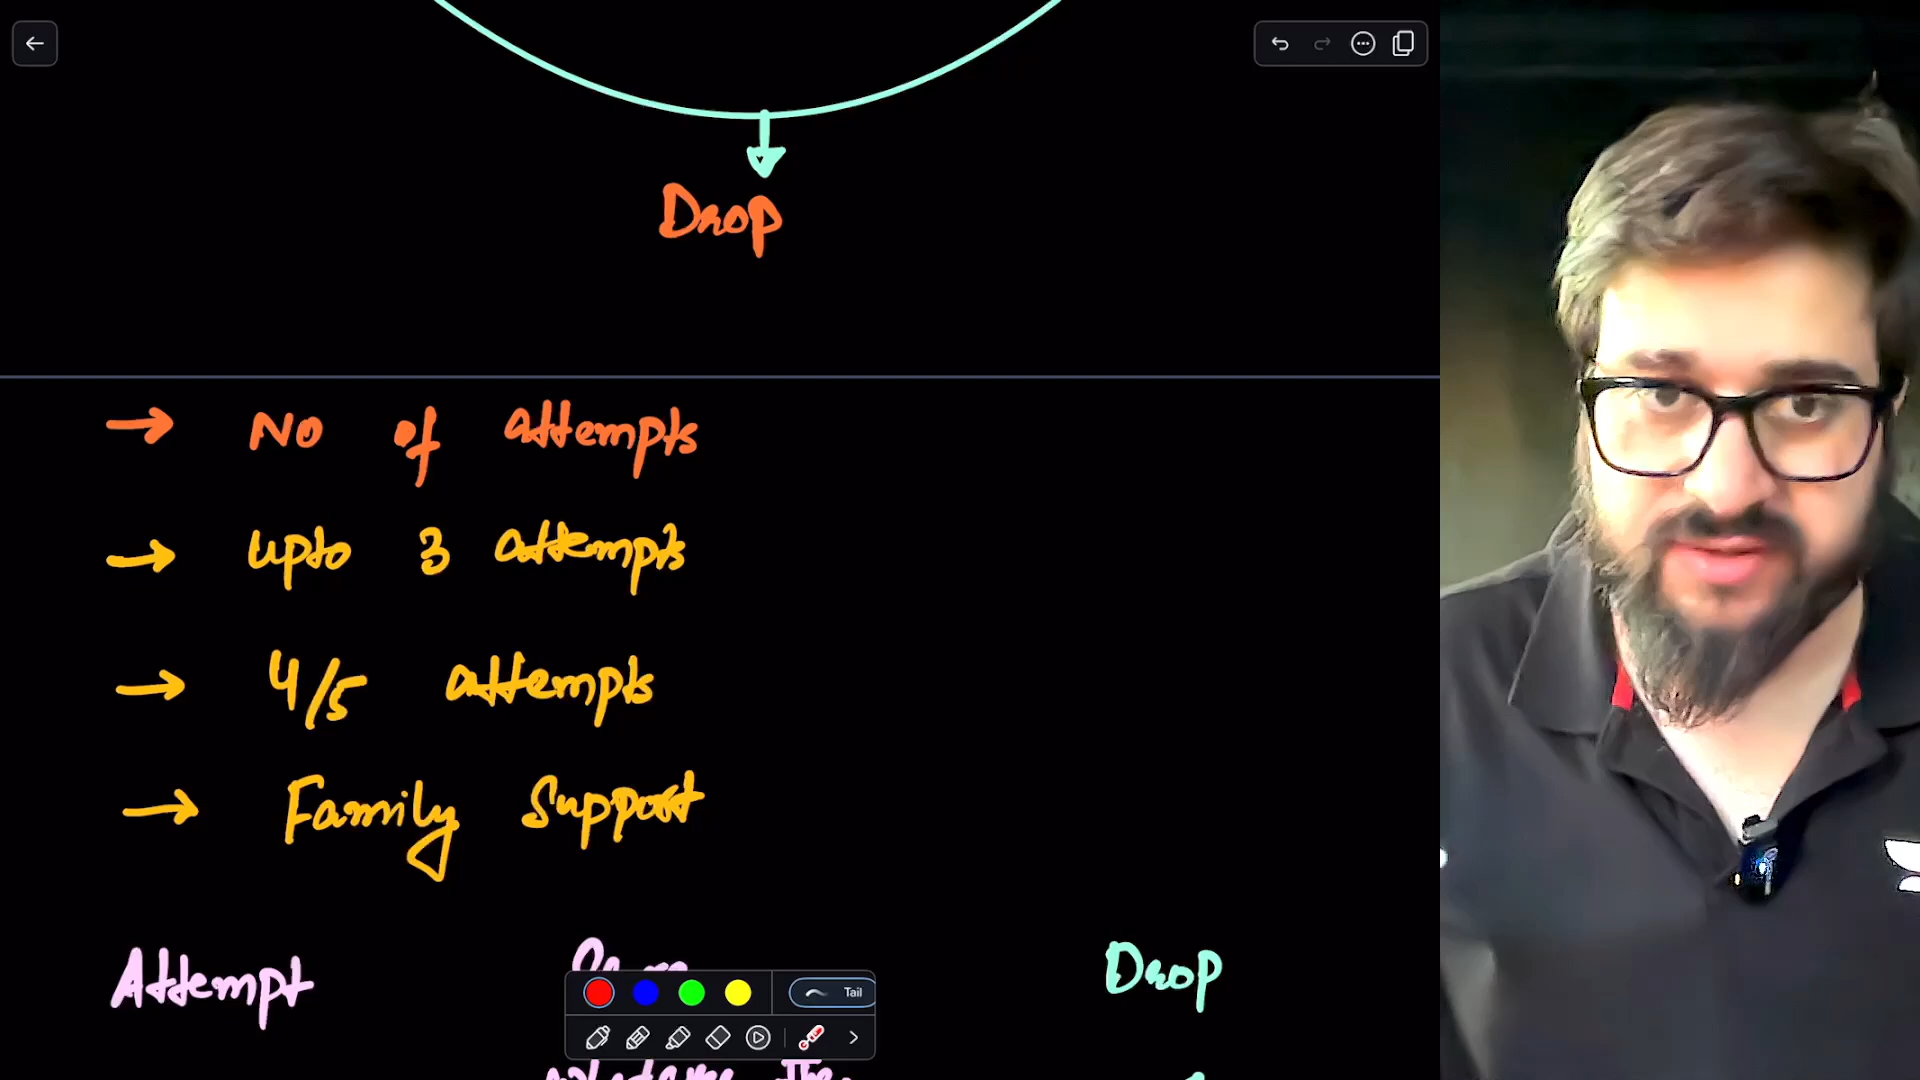 Drop
→ No of attempts
→ upto 3 attempts
→ 4/5 attempts
→ Family Support
Attempt Drop
Tail